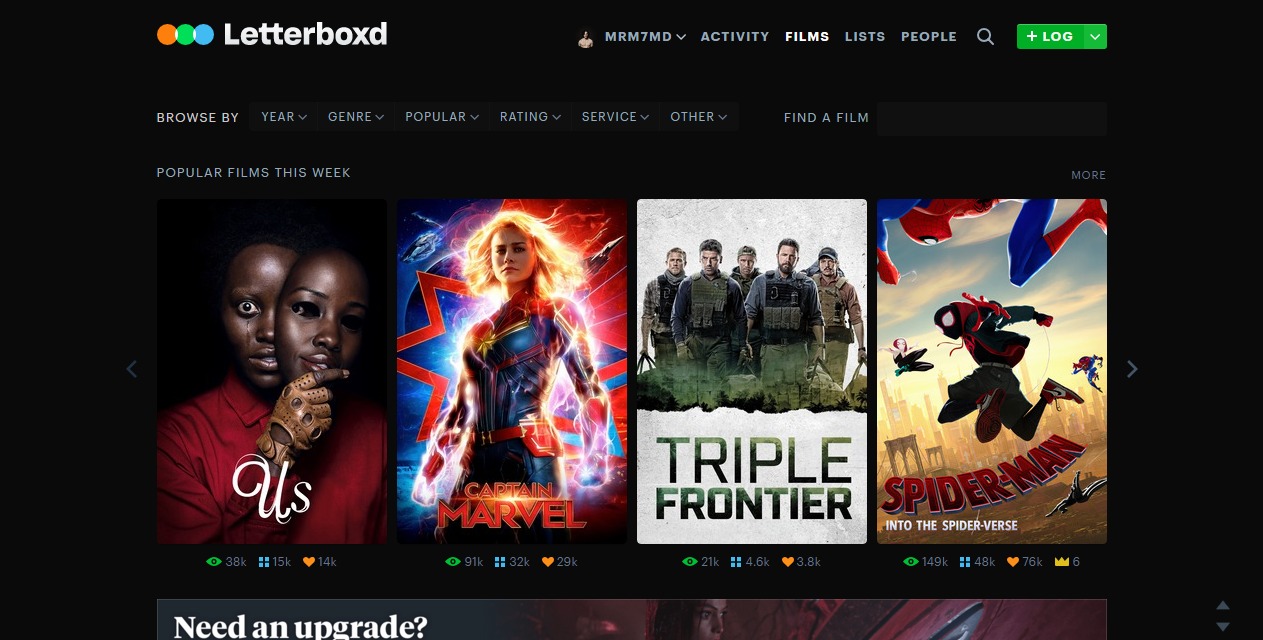 Letterboxd
MRM7MD ACTIVITY FILMS LISTS PEOPLE + LOG
BROWSE BY YEAR GENRE POPULAR RATING SERVICE OTHER FIND A FILM
POPULAR FILMS THIS WEEK MORE
Us
CAPTAIN
MARVEL
TRIPLE
FRONTIER
SPIDER-MAN
INTO THE SPIDER-VERSE
38k 15k 14k 91k 32k 29k 21k 4.6k 3.8k 149k 48k 76k 6
Need an upgrade?